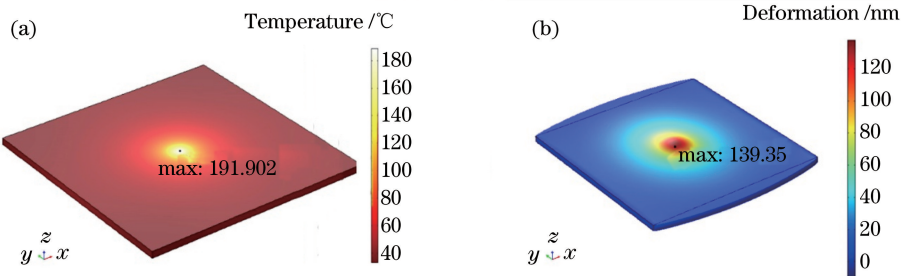 (a)
Temperature /℃
180
160
140
120
100
80
60
40
max: 191.902
z
y x
(b)
Deformation /nm
120
100
80
60
40
20
0
max: 139.35
z
y x